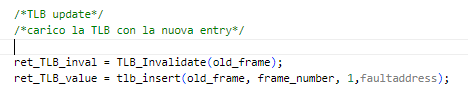 /*TLB update*/
/*carico la TLB con la nuova entry*/
ret_TLB_inval = TLB_Invalidate(old_frame);
ret_TLB_value = tlb_insert(old_frame, frame_number, 1,faultaddress);